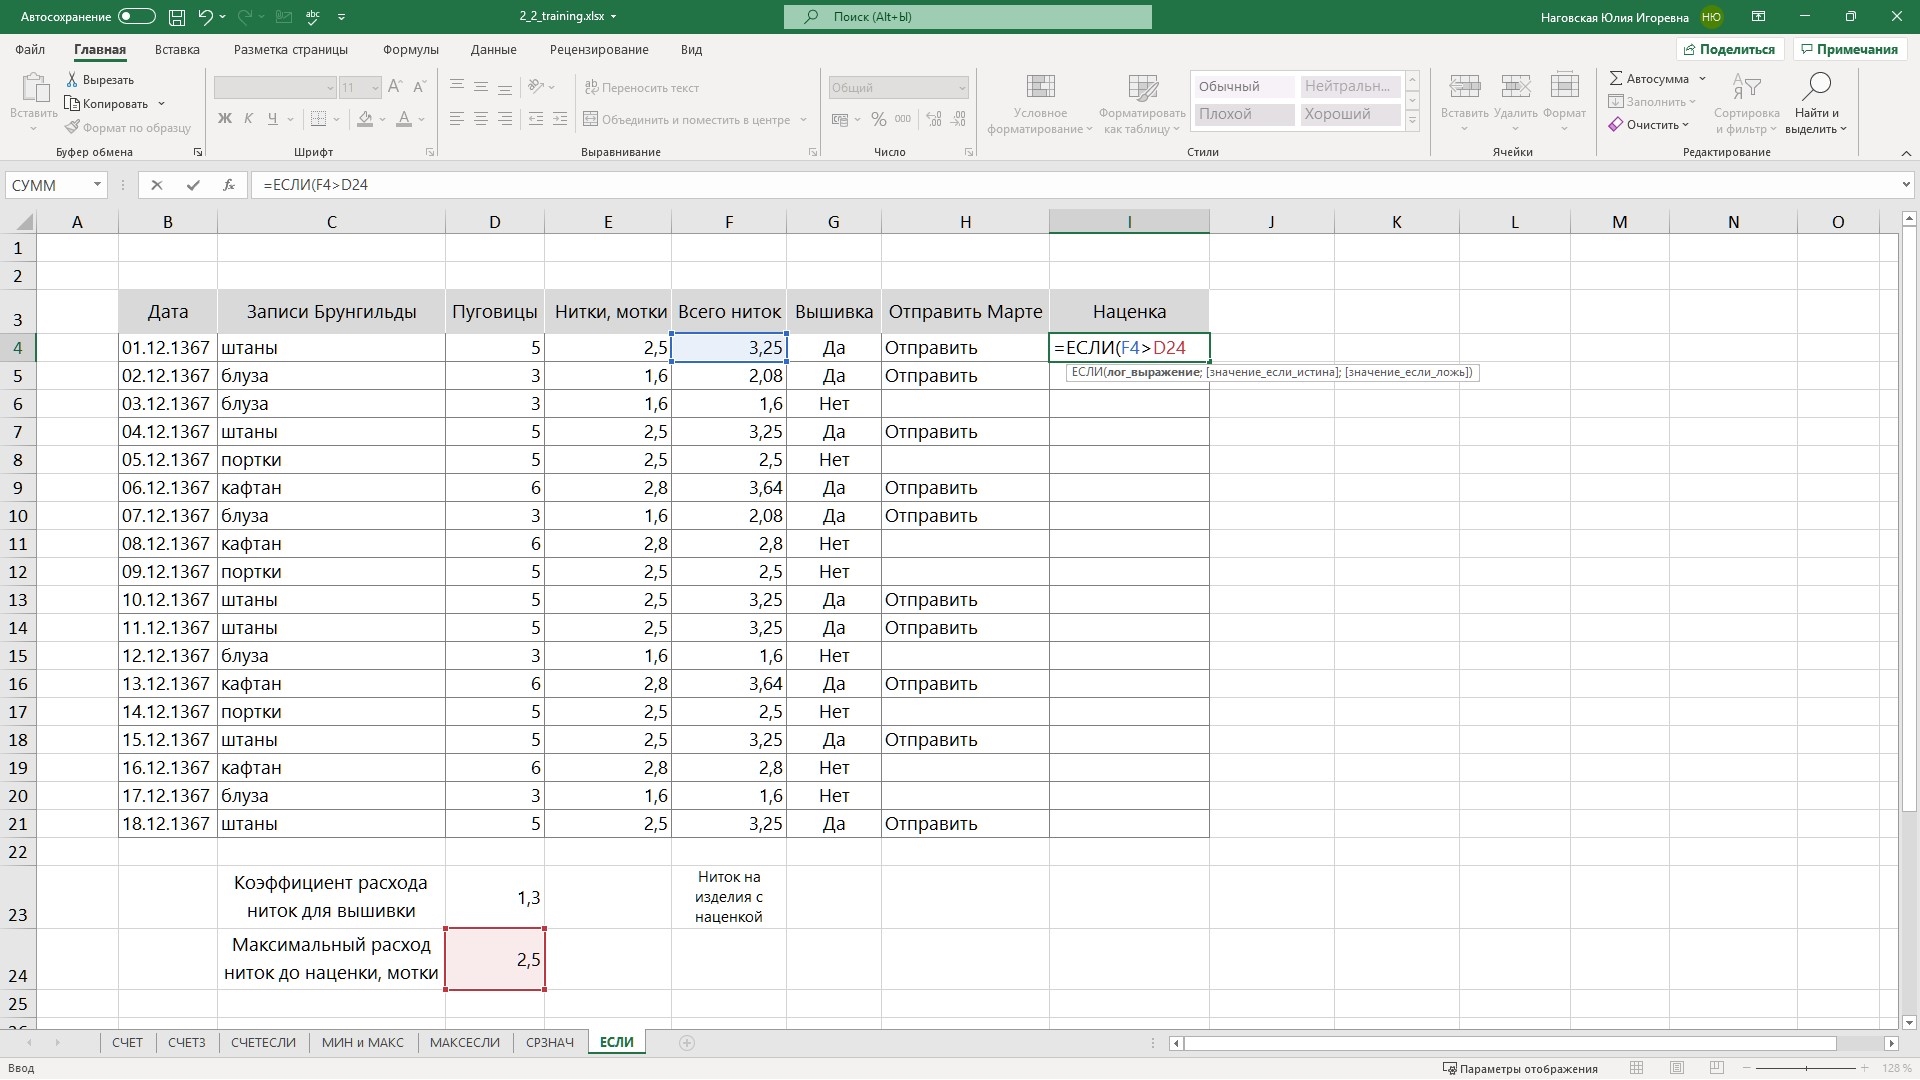 Автосохранение
abc
2_2_training.xlsx
Поиск (Alt+Ы)
Наговская Юлия Игоревна
НЮ
Файл Главная Вставка Разметка страницы Формулы Данные Рецензирование Вид
Поделиться
Примечания
Вставить
Вырезать
Копировать
Формат по образцу
Буфер обмена
11
Ж К Ч
Шрифт
Переносить текст
Объединить и поместить в центре
Выравнивание
Общий
% 000
Число
Условное форматирование
Форматировать как таблицу
Обычный Нейтральн...
Плохой Хороший
Стили
Вставить Удалить Формат
Ячейки
Автосумма
Заполнить
Очистить
Сортировка и фильтр
Найти и выделить
Редактирование
СУММ
fx
=ЕСЛИ(F4>D24
A B C D E F G H I J K L M N O
1
2
3 Дата Записи Брунгильды Пуговицы Нитки, мотки Всего ниток Вышивка Отправить Марте Наценка
4 01.12.1367 штаны 5 2,5 3,25 Да Отправить =ЕСЛИ(F4>D24
ЕСЛИ(лог_выражение; [значение_если_истина]; [значение_если_ложь])
5 02.12.1367 блуза 3 1,6 2,08 Да Отправить
6 03.12.1367 блуза 3 1,6 1,6 Нет
7 04.12.1367 штаны 5 2,5 3,25 Да Отправить
8 05.12.1367 портки 5 2,5 2,5 Нет
9 06.12.1367 кафтан 6 2,8 3,64 Да Отправить
10 07.12.1367 блуза 3 1,6 2,08 Да Отправить
11 08.12.1367 кафтан 6 2,8 2,8 Нет
12 09.12.1367 портки 5 2,5 2,5 Нет
13 10.12.1367 штаны 5 2,5 3,25 Да Отправить
14 11.12.1367 штаны 5 2,5 3,25 Да Отправить
15 12.12.1367 блуза 3 1,6 1,6 Нет
16 13.12.1367 кафтан 6 2,8 3,64 Да Отправить
17 14.12.1367 портки 5 2,5 2,5 Нет
18 15.12.1367 штаны 5 2,5 3,25 Да Отправить
19 16.12.1367 кафтан 6 2,8 2,8 Нет
20 17.12.1367 блуза 3 1,6 1,6 Нет
21 18.12.1367 штаны 5 2,5 3,25 Да Отправить
22
23 Коэффициент расхода ниток для вышивки 1,3 Ниток на изделия с наценкой
24 Максимальный расход ниток до наценки, мотки 2,5
25
СЧЕТ СЧЕТЗ СЧЕТЕСЛИ МИН и МАКС МАКСЕСЛИ СРЗНАЧ ЕСЛИ
Ввод
Параметры отображения
128 %